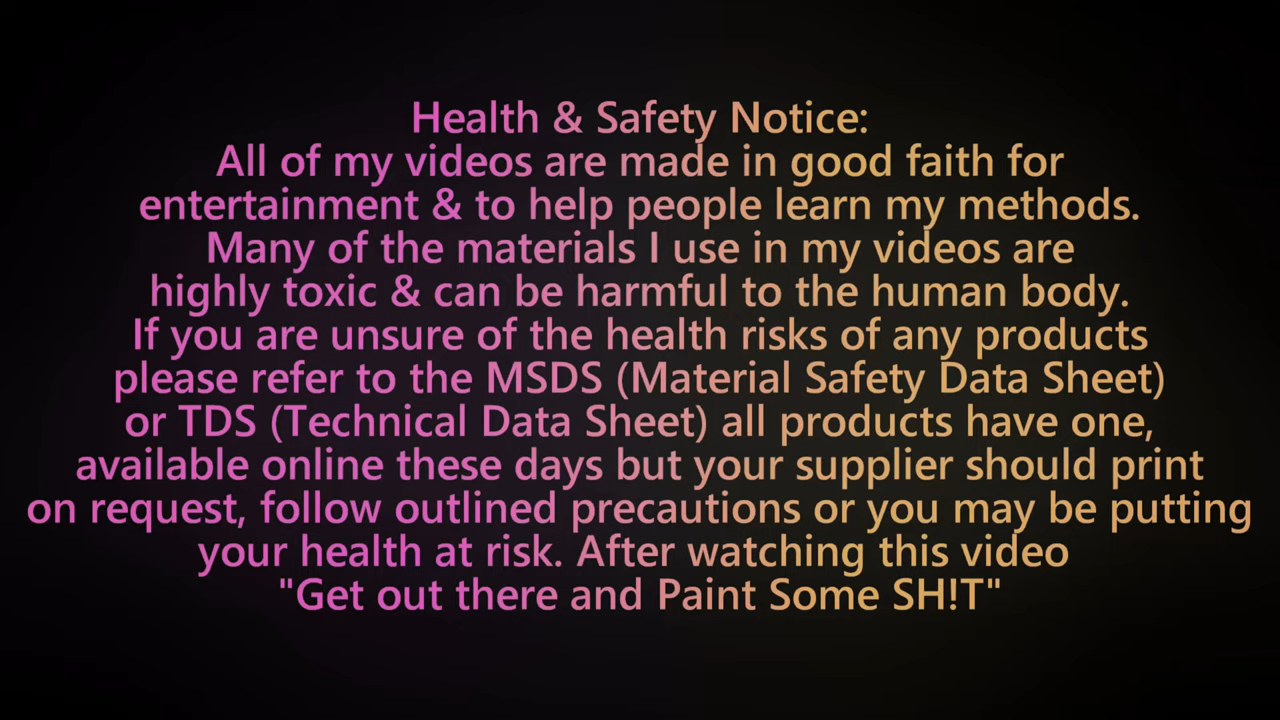 Health & Safety Notice:
All of my videos are made in good faith for
entertainment & to help people learn my methods.
Many of the materials I use in my videos are
highly toxic & can be harmful to the human body.
If you are unsure of the health risks of any products
please refer to the MSDS (Material Safety Data Sheet)
or TDS (Technical Data Sheet) all products have one,
available online these days but your supplier should print
on request, follow outlined precautions or you may be putting
your health at risk. After watching this video
"Get out there and Paint Some SH!T"